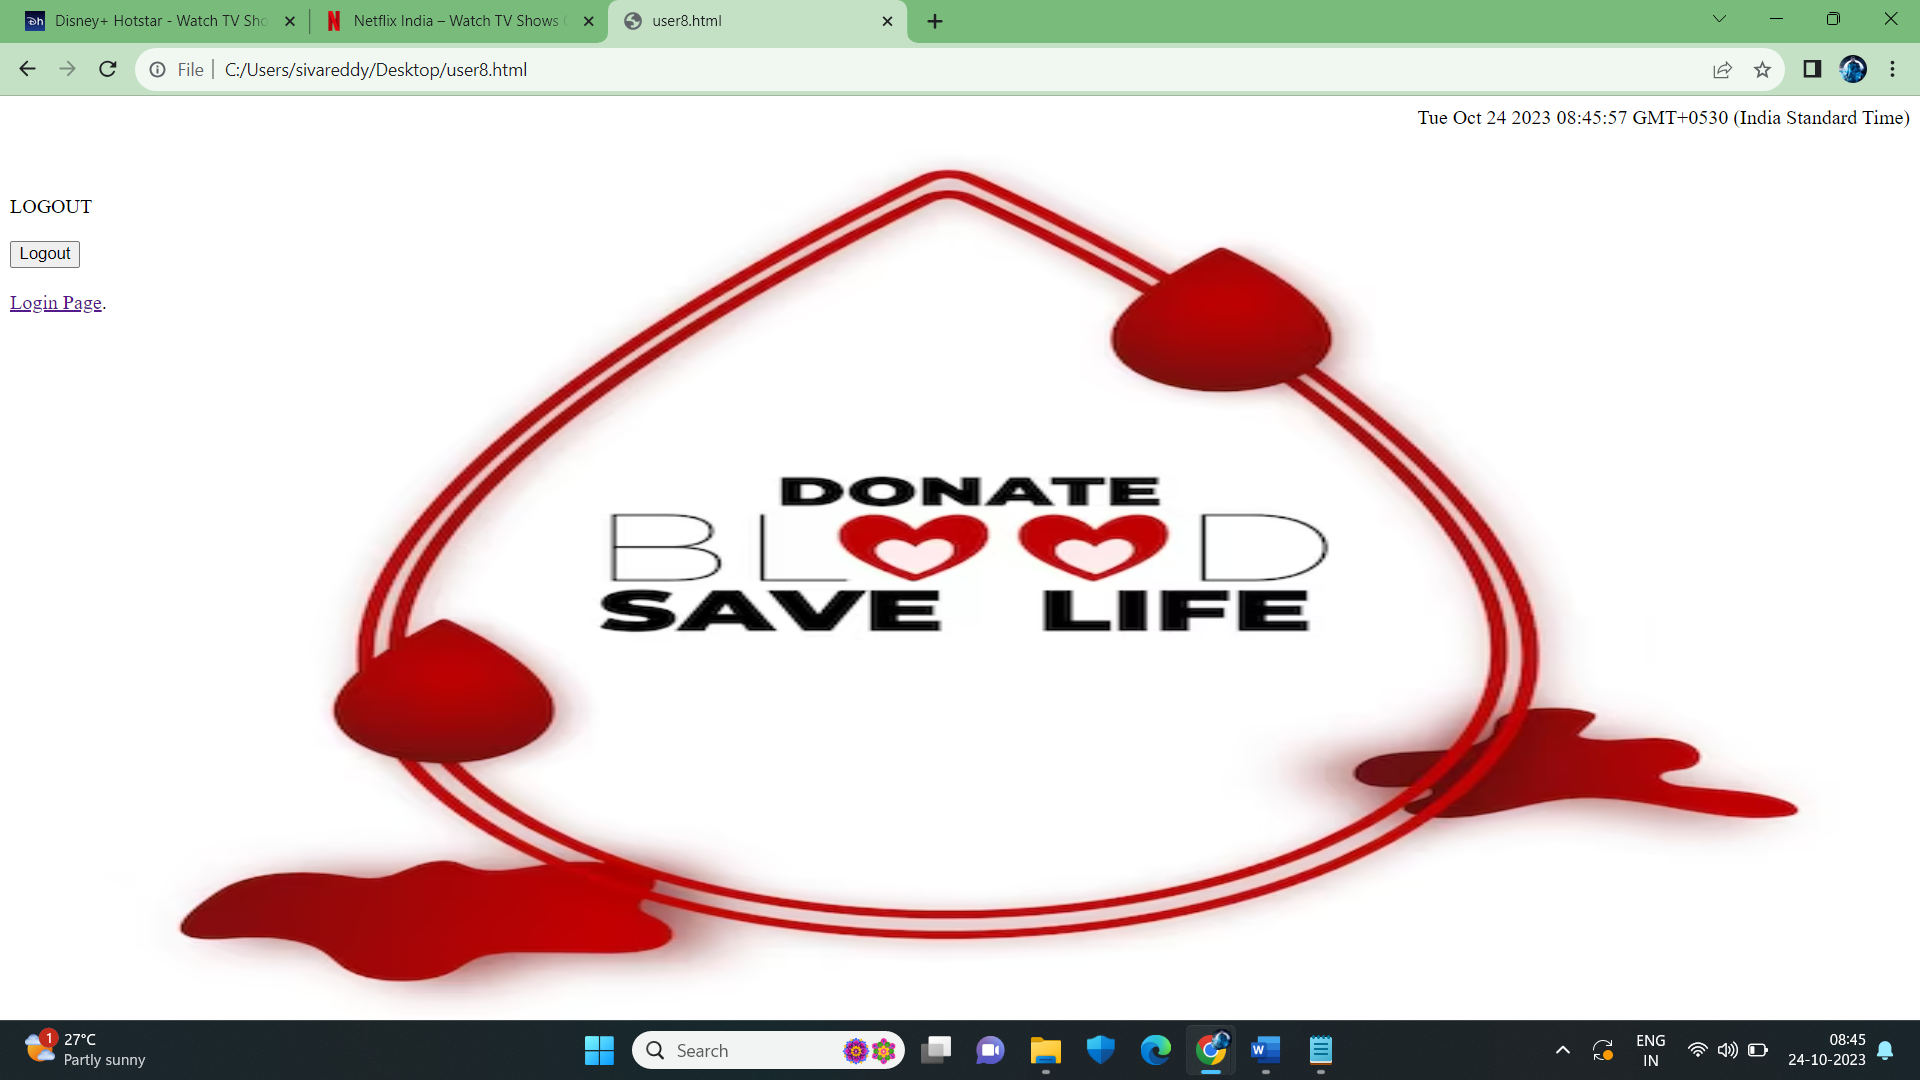 Disney+ Hotstar - Watch TV Sho
Netflix India – Watch TV Shows
user8.html
File
C:/Users/sivareddy/Desktop/user8.html
Tue Oct 24 2023 08:45:57 GMT+0530 (India Standard Time)
LOGOUT
Logout
Login Page.
DONATE
BLOOD
SAVE LIFE
1
27°C
Partly sunny
Search
ENG
IN
08:45
24-10-2023